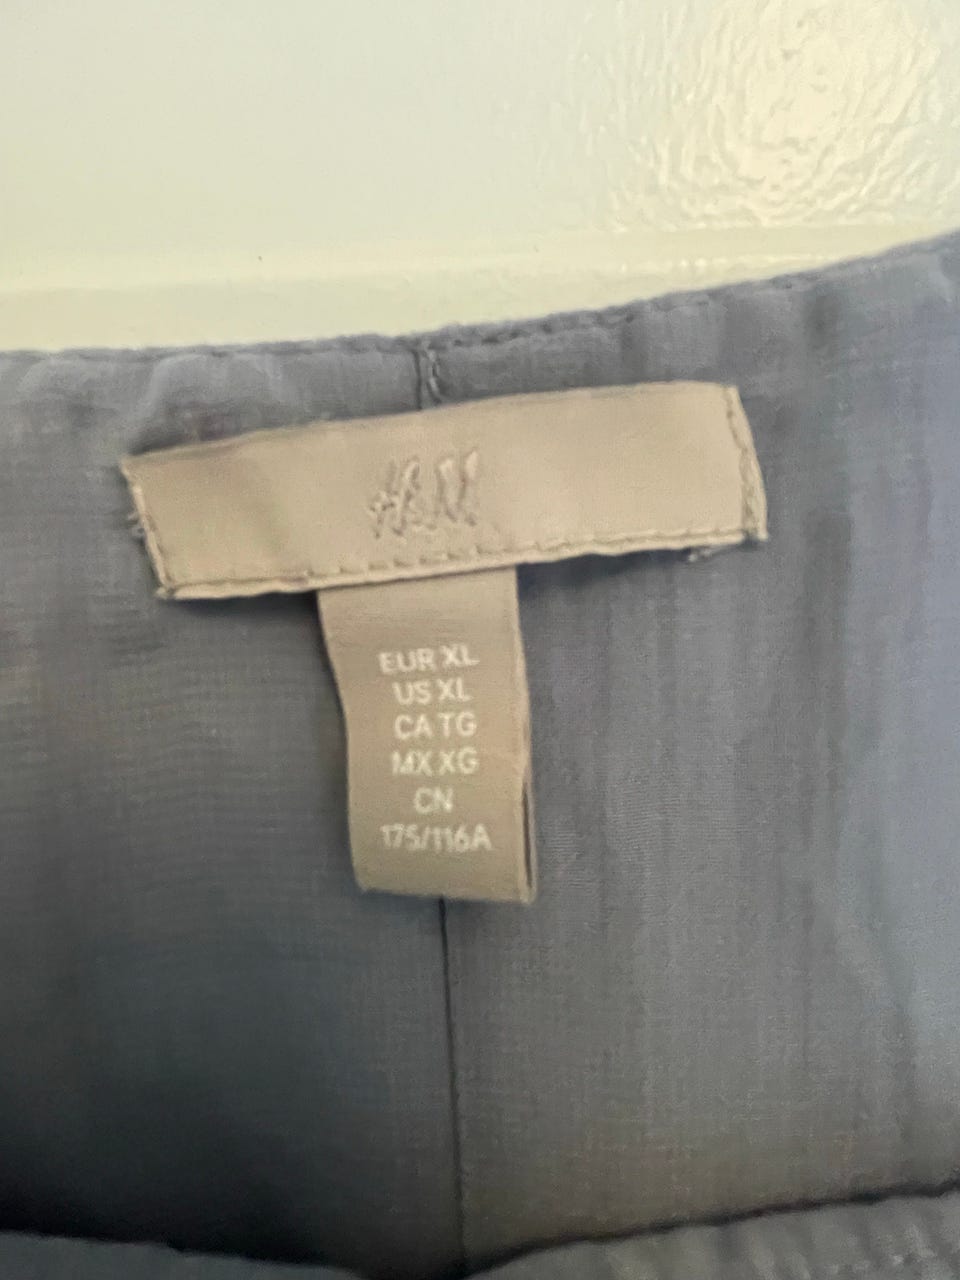 H&M
EUR XL
US XL
CA TG
MX XG
CN
175/116A